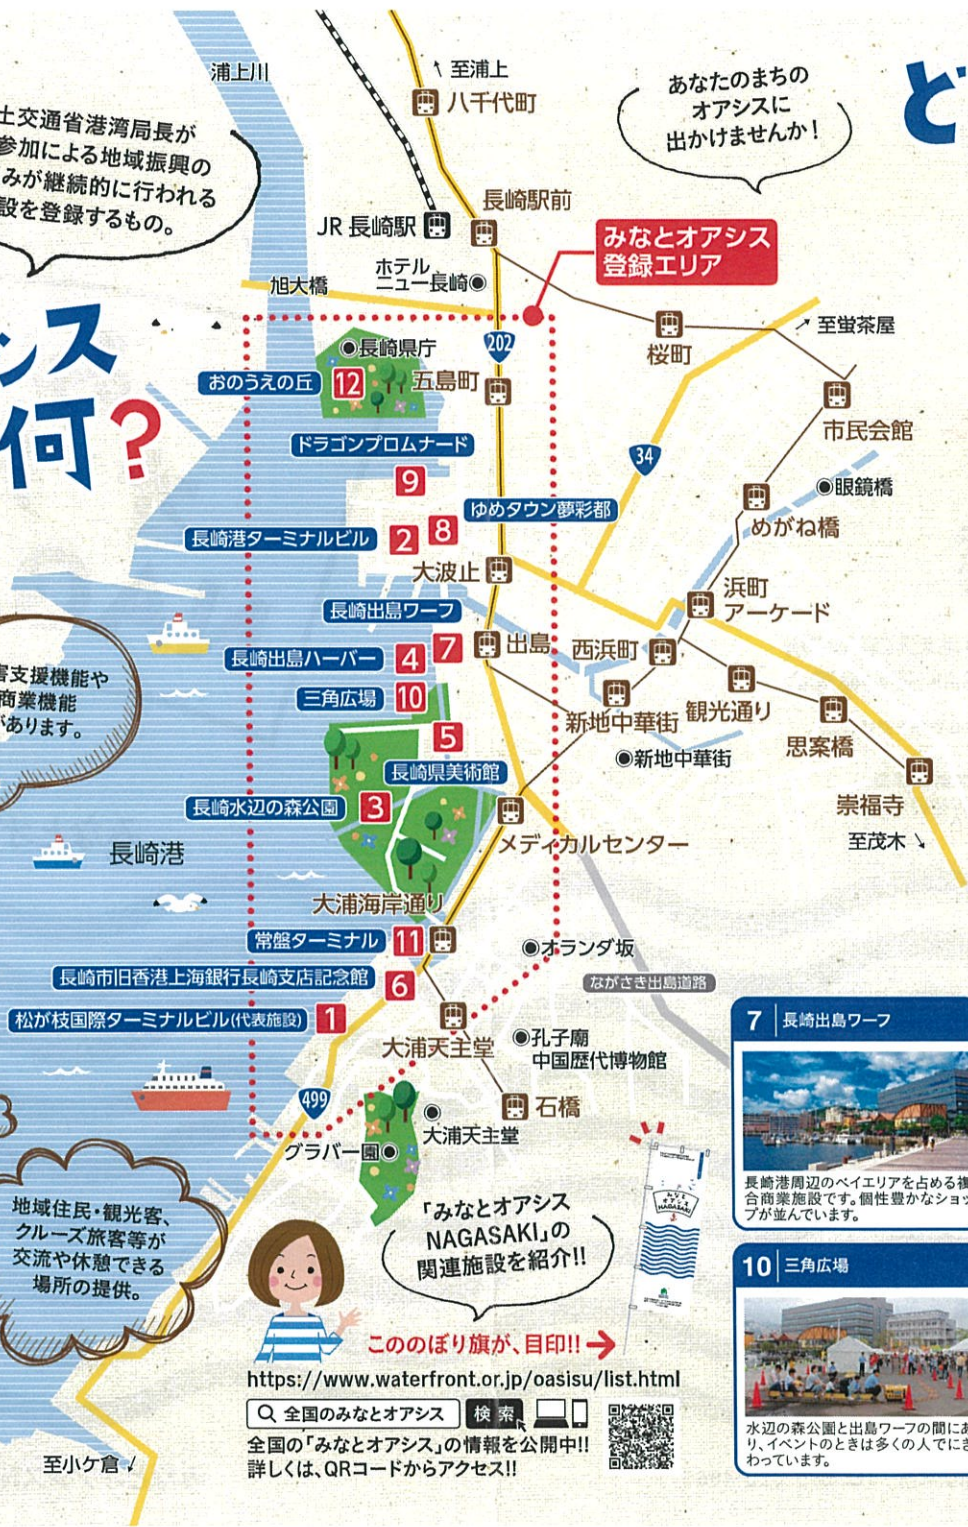 浦上川
↑至浦上
八千代町
あなたのまちの
オアシスに
出かけませんか!
ど
土交通省港湾局長が
参加による地域振興の
みが継続的に行われる
設を登録するもの。
長崎駅前
JR 長崎駅
みなとオアシス
登録エリア
ホテル
ニュー長崎
旭大橋
ンス
何?
202
長崎県庁
おのうえの丘
12
五島町
桜町
至蛍茶屋
市民会館
34
ドラゴンプロムナード
9
眼鏡橋
めがね橋
ゆめタウン夢彩都
長崎港ターミナルビル
2
8
大波止
浜町
アーケード
長崎出島ワーフ
7
出島
西浜町
長崎出島ハーバー
4
三角広場
10
害支援機能や
商業機能
があります。
新地中華街
観光通り
思案橋
新地中華街
崇福寺
至茂木
5
長崎県美術館
長崎水辺の森公園
3
メディカルセンター
長崎港
大浦海岸通り
常盤ターミナル
11
オランダ坂
長崎市旧香港上海銀行長崎支店記念館
6
ながさき出島道路
松が枝国際ターミナルビル(代表施設)
1
大浦天主堂
孔子廟
中国歴代博物館
499
石橋
大浦天主堂
グラバー園
7 長崎出島ワーフ
長崎港周辺のベイエリアを占める複
合商業施設です。個性豊かなショッ
プが並んでいます。
地域住民・観光客、
クルーズ旅客等が
交流や休憩できる
場所の提供。
「みなとオアシス
NAGASAKI」の
関連施設を紹介!!
みなと
オアシス
NAGASAKI
こののぼり旗が、目印!!→
https://www.waterfront.or.jp/oasisu/list.html
全国のみなとオアシス 検索
全国の「みなとオアシス」の情報を公開中!!
詳しくは、QRコードからアクセス!!
10 三角広場
水辺の森公園と出島ワーフの間にあ
り、イベントのときは多くの人でにぎ
わっています。
至小ケ倉